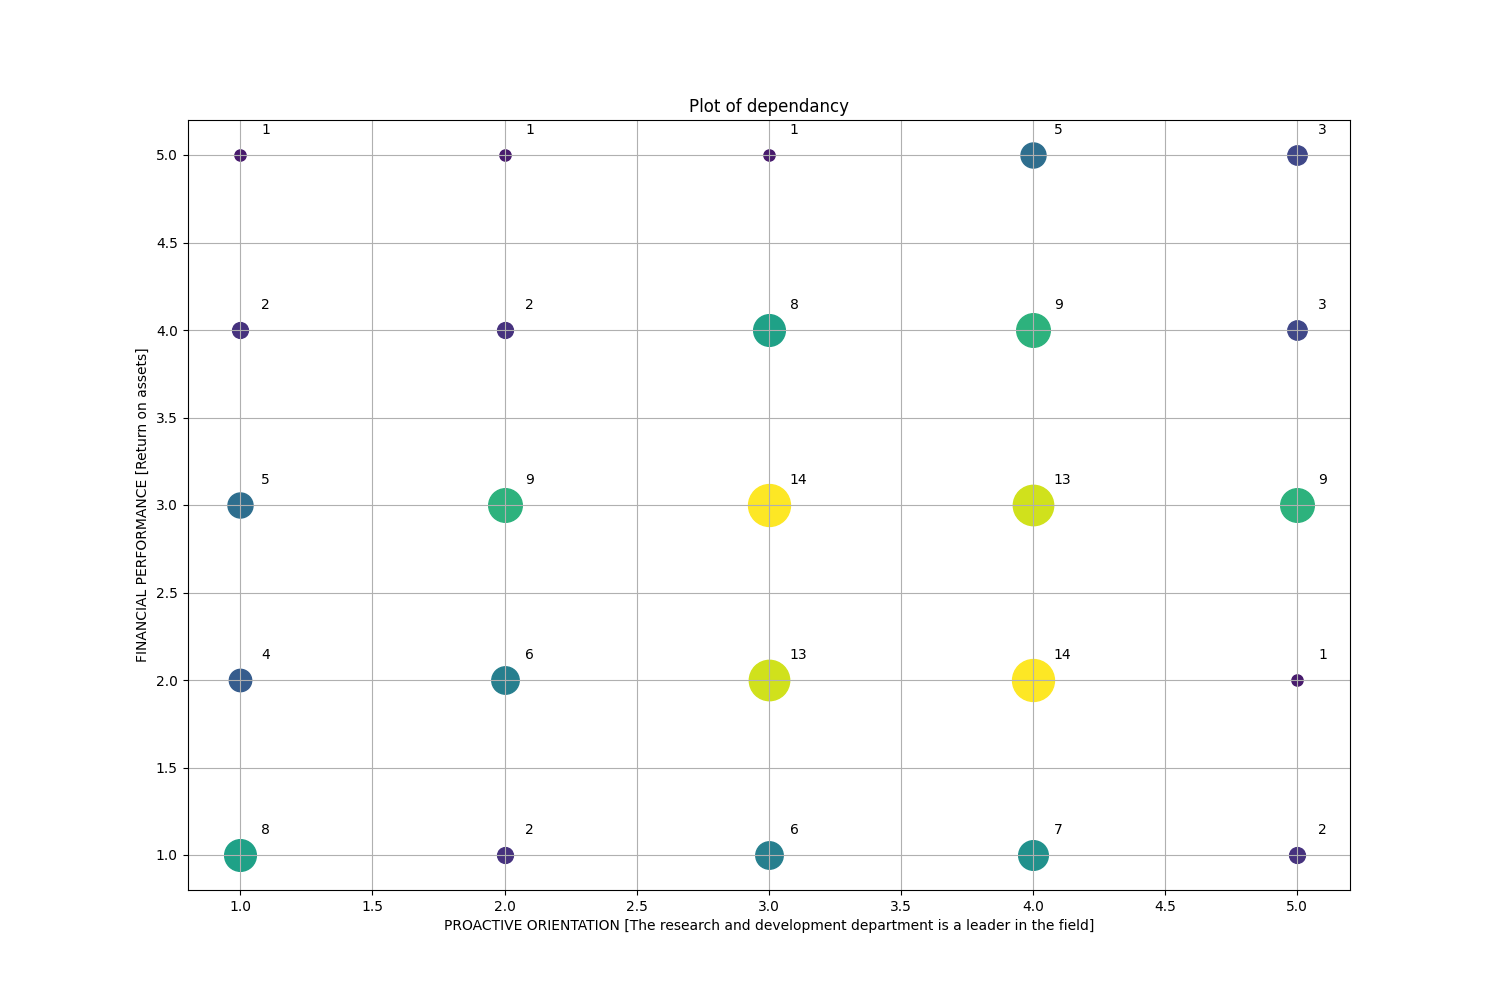 Plot of dependancy
1 1 1 5 3
5.0
4.5
2 2 8 9 3
4.0
3.5
5 9 14 13 9
3.0
2.5
4 6 13 14 1
2.0
1.5
8 2 6 7 2
1.0
FINANCIAL PERFORMANCE [Return on assets]
1.0 1.5 2.0 2.5 3.0 3.5 4.0 4.5 5.0
PROACTIVE ORIENTATION [The research and development department is a leader in the field]